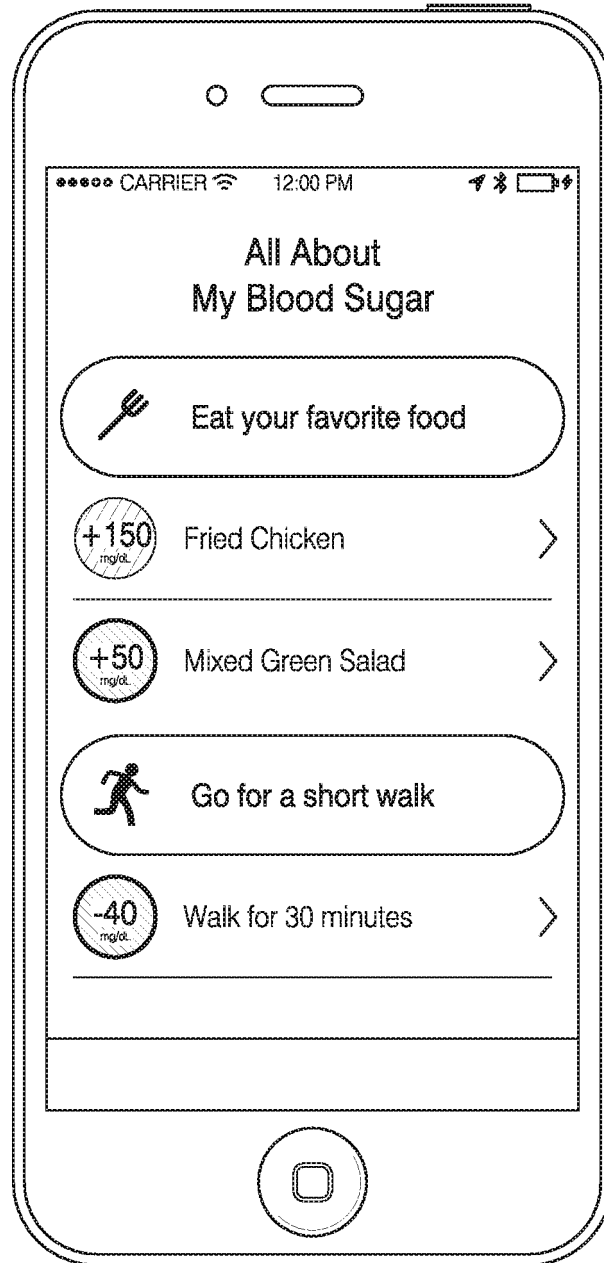 CARRIER 12:00 PM
All About
My Blood Sugar
Eat your favorite food
+150
mg/dL
Fried Chicken
+50
mg/dL
Mixed Green Salad
Go for a short walk
-40
mg/dL
Walk for 30 minutes